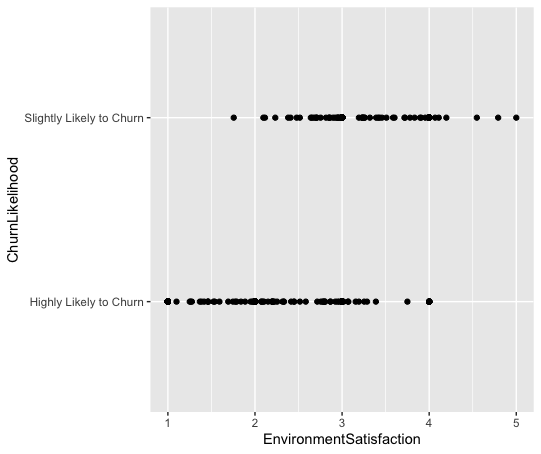 ChurnLikelihood
Slightly Likely to Churn
Highly Likely to Churn
1 2 3 4 5
EnvironmentSatisfaction